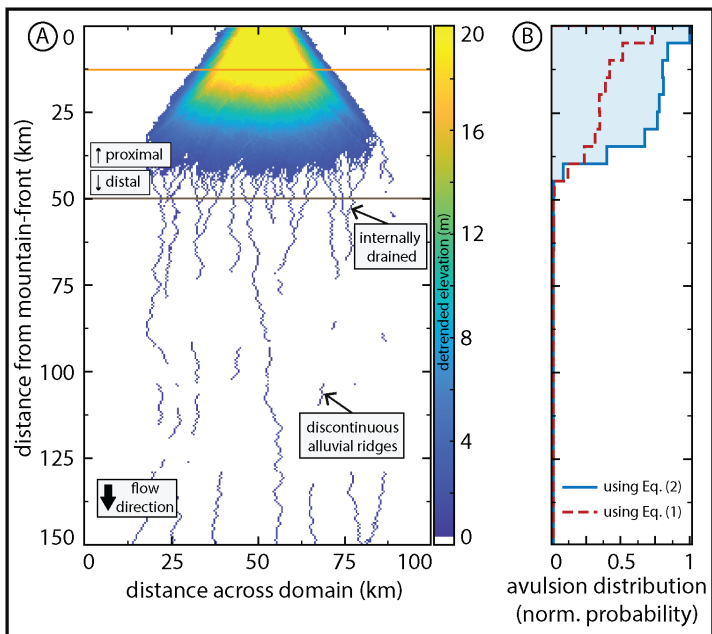 A
0
25
50
75
100
125
150
distance from mountain-front (km)
↑ proximal
↓ distal
internally
drained
discontinuous
alluvial ridges
flow
direction
0
25
50
75
100
distance across domain (km)
20
16
12
8
4
0
detrended elevation (m)
B
using Eq. (2)
using Eq. (1)
0
0.5
1
avulsion distribution
(norm. probability)